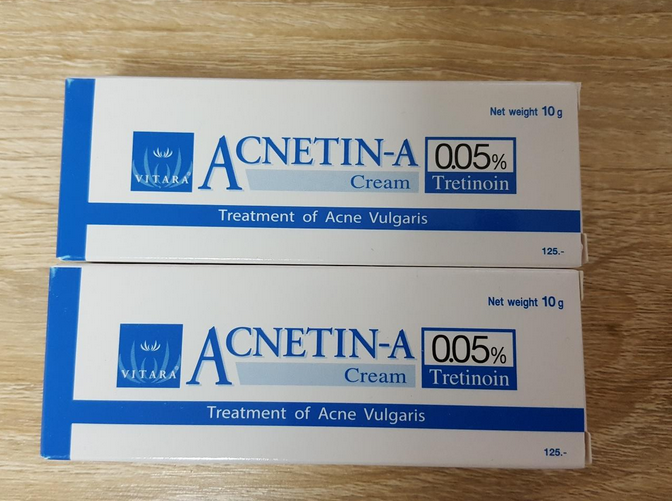 Net weight 10 g
VITARA®
ACNETIN-A
0.05%
Cream
Tretinoin
Treatment of Acne Vulgaris
125.-
Net weight 10 g
VITARA®
ACNETIN-A
0.05%
Cream
Tretinoin
Treatment of Acne Vulgaris
125.-